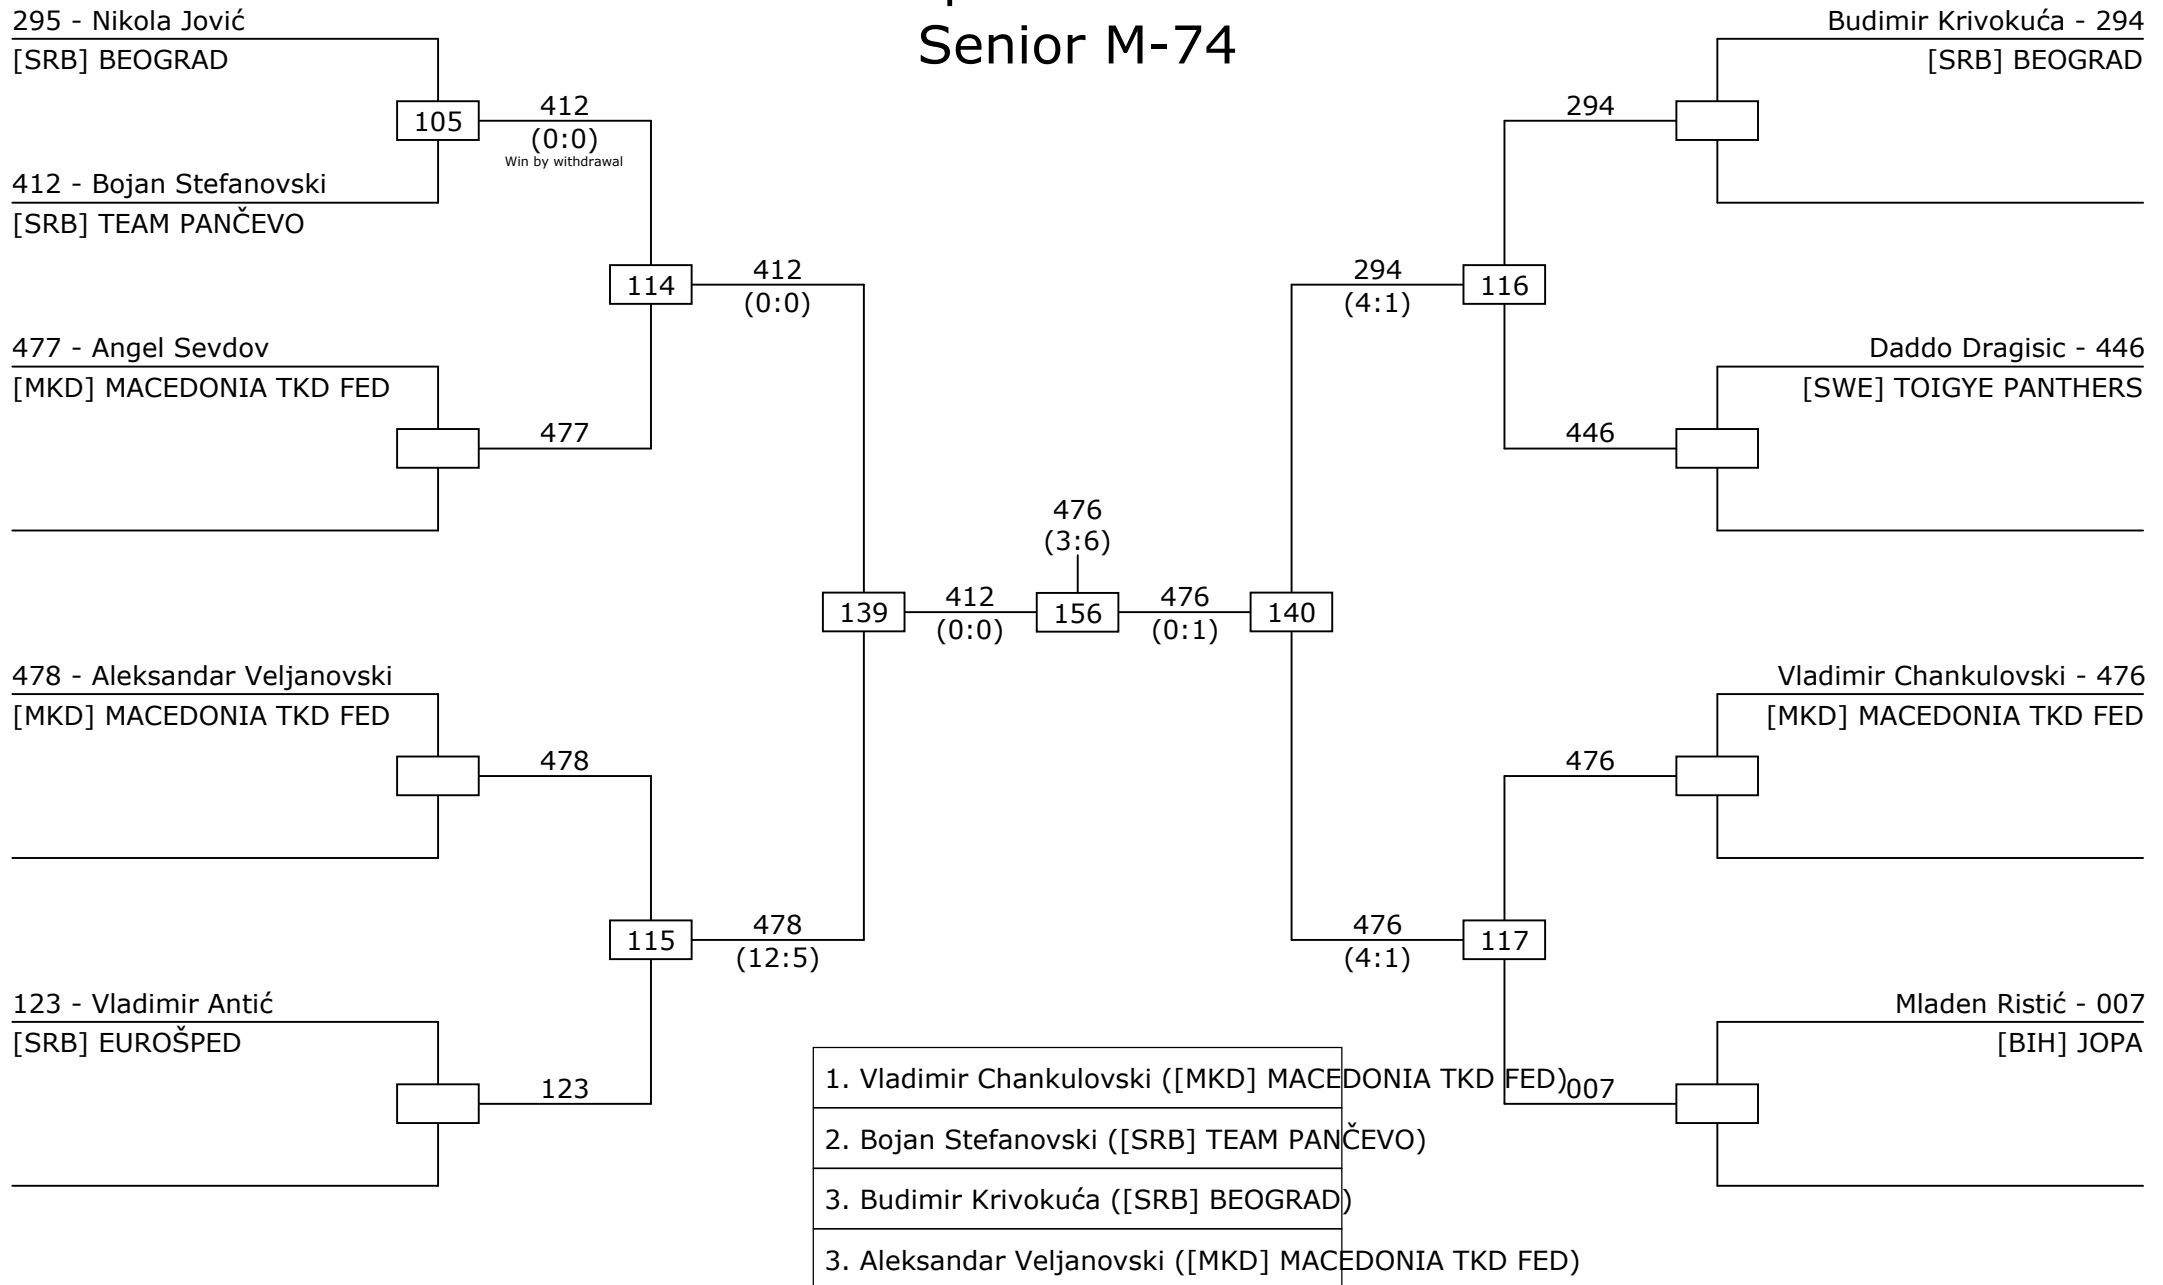 Senior M-74
295 - Nikola Jović
[SRB] BEOGRAD
105
412
(0:0)
Win by withdrawal
412 - Bojan Stefanovski
[SRB] TEAM PANČEVO
114
412
(0:0)
477 - Angel Sevdov
[MKD] MACEDONIA TKD FED
477
478 - Aleksandar Veljanovski
[MKD] MACEDONIA TKD FED
478
115
478
(12:5)
123 - Vladimir Antić
[SRB] EUROŠPED
123
139
412
(0:0)
476
(3:6)
156
476
(0:1)
140
Budimir Krivokuća - 294
[SRB] BEOGRAD
294
294
(4:1)
116
Daddo Dragisic - 446
[SWE] TOIGYE PANTHERS
446
Vladimir Chankulovski - 476
[MKD] MACEDONIA TKD FED
476
476
(4:1)
117
Mladen Ristić - 007
[BIH] JOPA
007
1. Vladimir Chankulovski ([MKD] MACEDONIA TKD FED)
2. Bojan Stefanovski ([SRB] TEAM PANČEVO)
3. Budimir Krivokuća ([SRB] BEOGRAD)
3. Aleksandar Veljanovski ([MKD] MACEDONIA TKD FED)